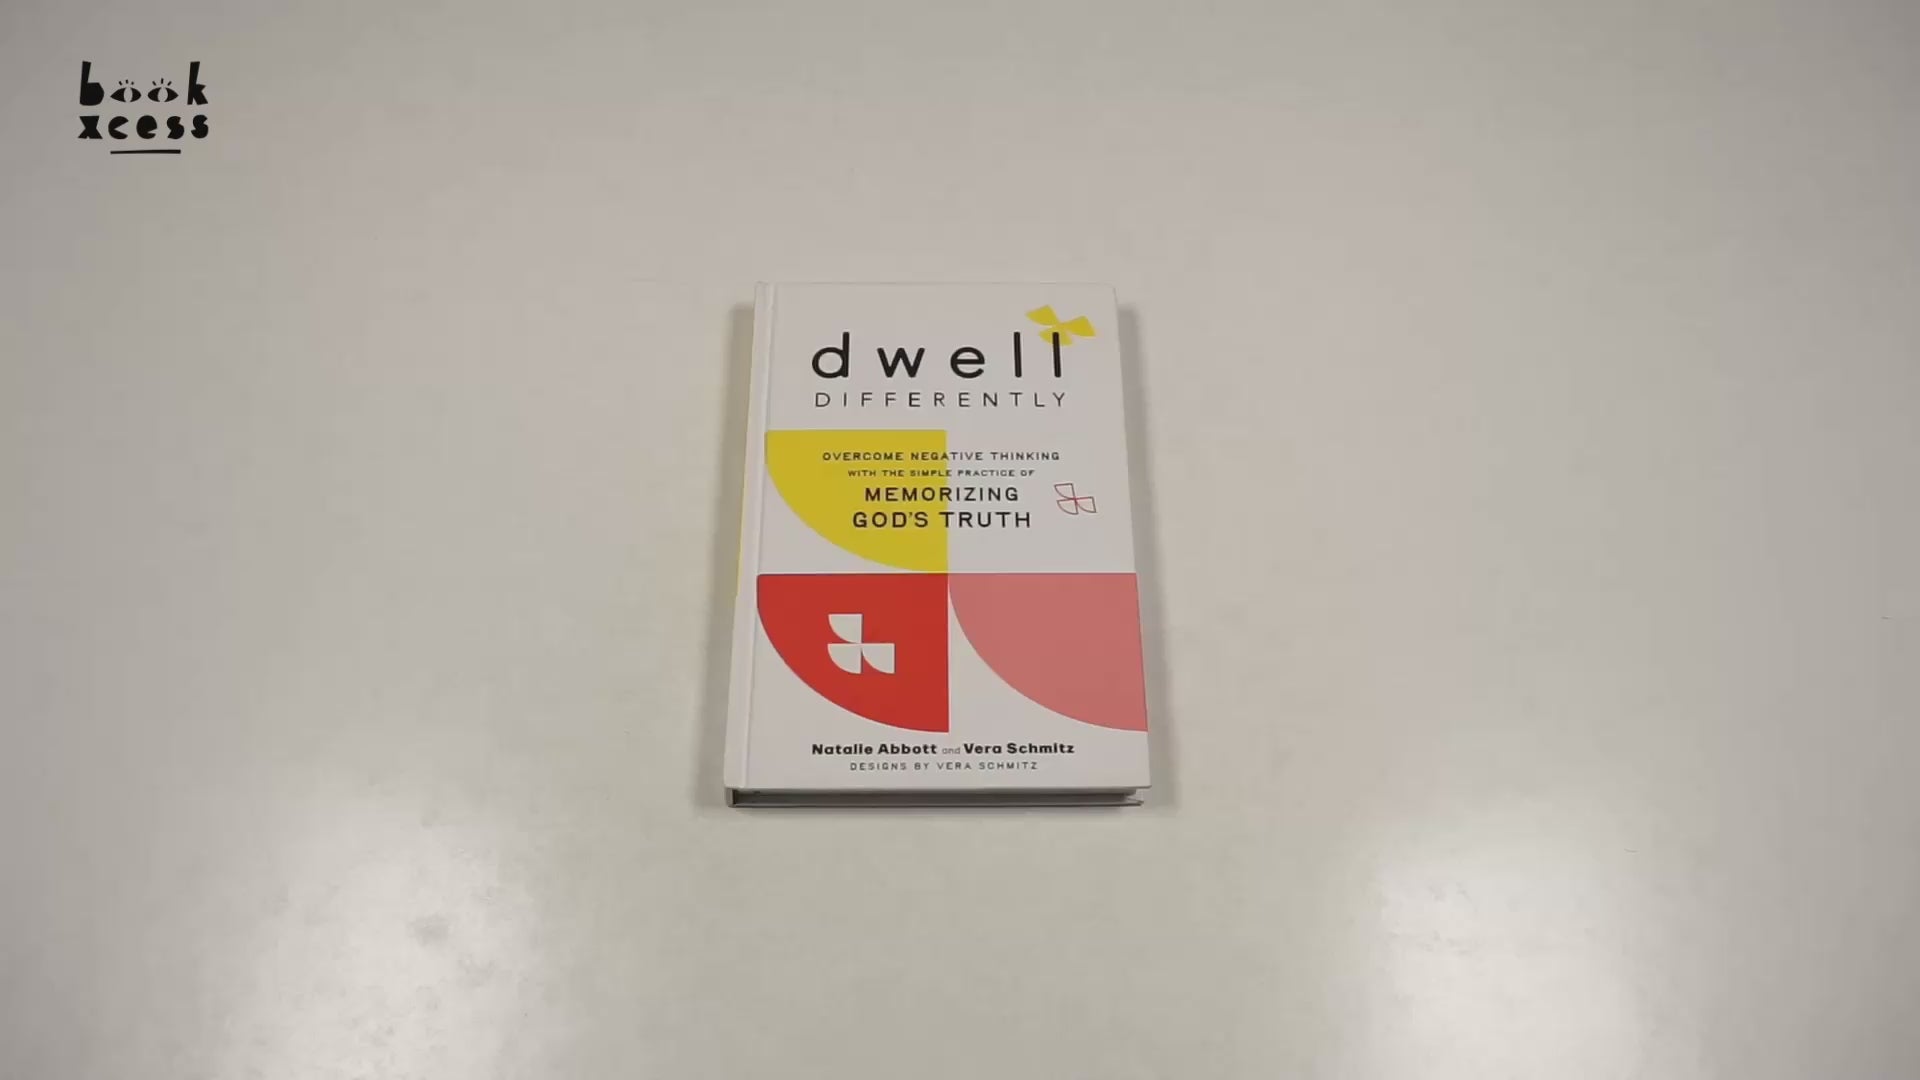 book
xcess
dwell
DIFFERENTLY
OVERCOME NEGATIVE THINKING
WITH THE SIMPLE PRACTICE OF
MEMORIZING
GOD'S TRUTH
Natalie Abbott and Vera Schmitz
DESIGNS BY VERA SCHMITZ